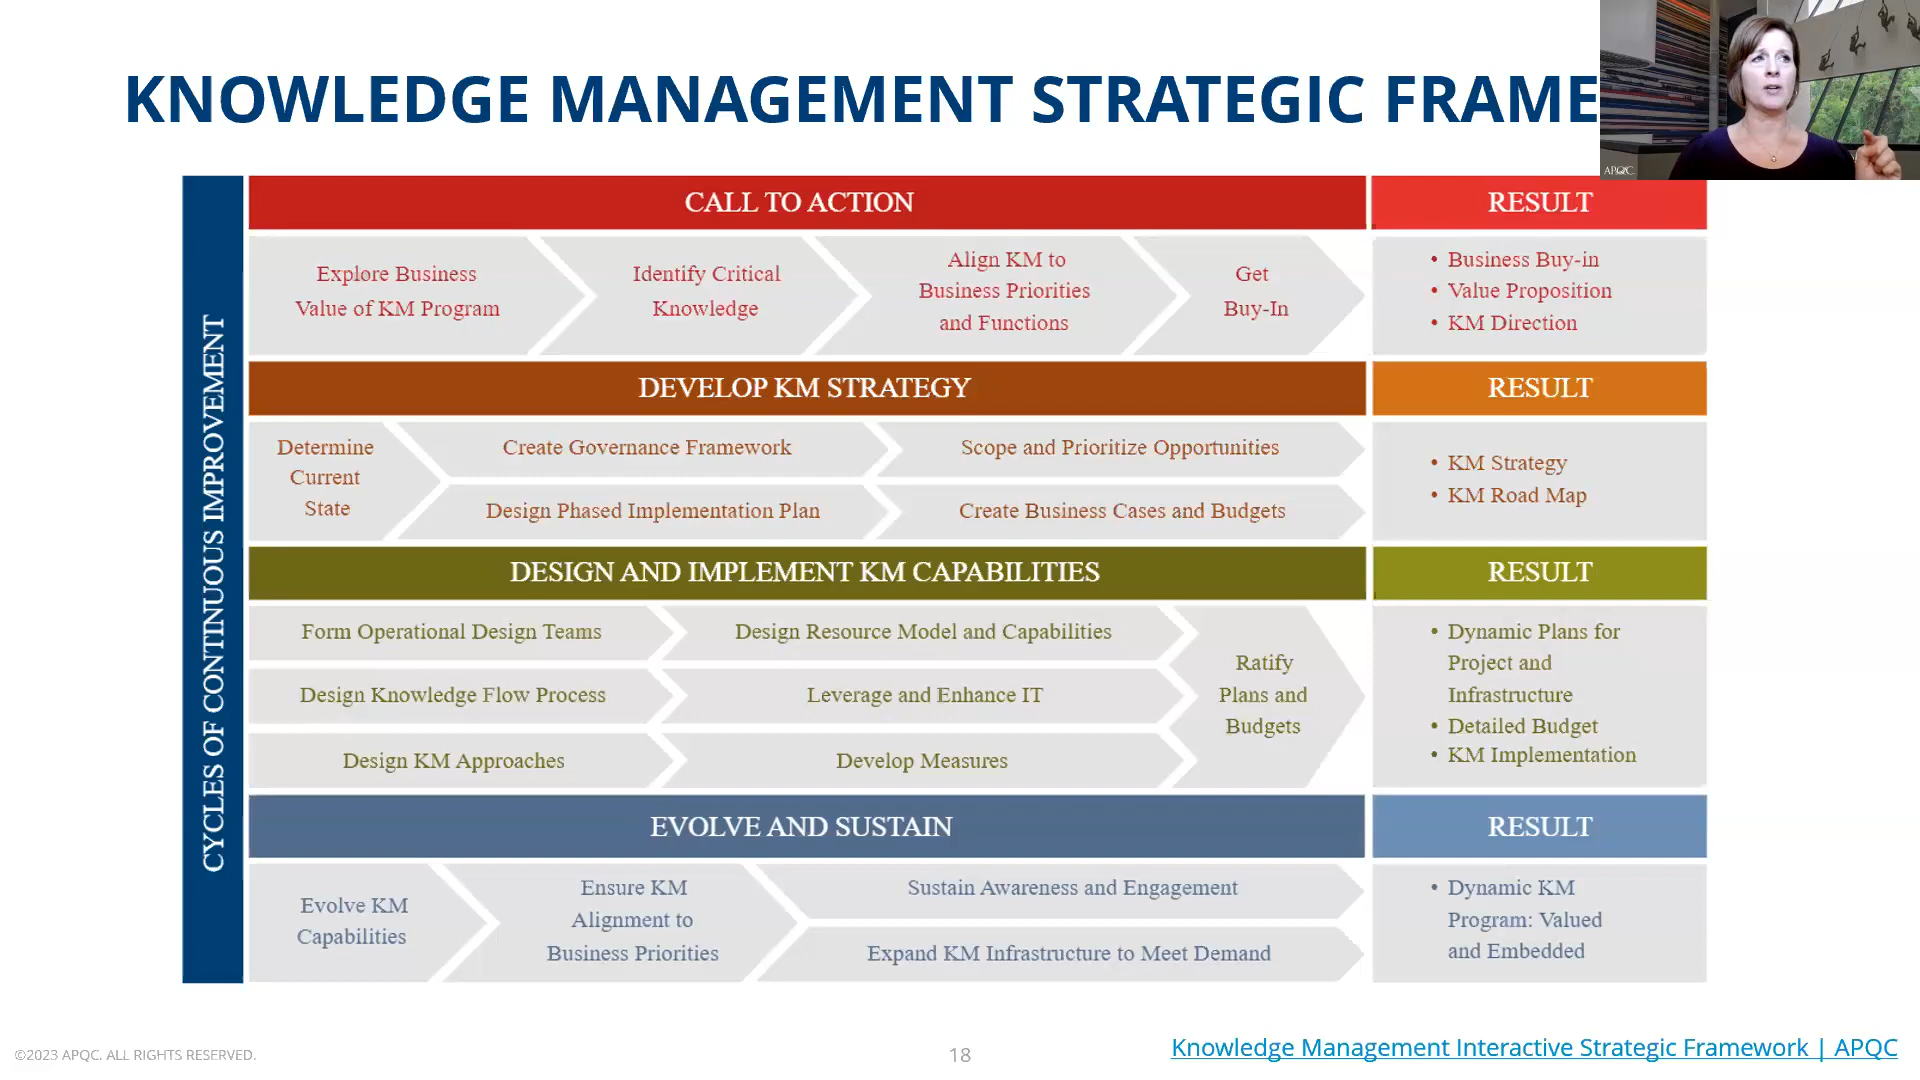 KNOWLEDGE MANAGEMENT STRATEGIC FRAME
APQC
CYCLES OF CONTINUOUS IMPROVEMENT
CALL TO ACTION
RESULT
Explore Business
Value of KM Program
Identify Critical
Knowledge
Align KM to
Business Priorities
and Functions
Get
Buy-In
• Business Buy-in
• Value Proposition
• KM Direction
DEVELOP KM STRATEGY
RESULT
Determine
Current
State
Create Governance Framework
Scope and Prioritize Opportunities
Design Phased Implementation Plan
Create Business Cases and Budgets
• KM Strategy
• KM Road Map
DESIGN AND IMPLEMENT KM CAPABILITIES
RESULT
Form Operational Design Teams
Design Resource Model and Capabilities
Design Knowledge Flow Process
Leverage and Enhance IT
Design KM Approaches
Develop Measures
Ratify
Plans and
Budgets
• Dynamic Plans for
Project and
Infrastructure
• Detailed Budget
• KM Implementation
EVOLVE AND SUSTAIN
RESULT
Evolve KM
Capabilities
Ensure KM
Alignment to
Business Priorities
Sustain Awareness and Engagement
Expand KM Infrastructure to Meet Demand
• Dynamic KM
Program: Valued
and Embedded
©2023 APQC. ALL RIGHTS RESERVED.
18
Knowledge Management Interactive Strategic Framework | APQC